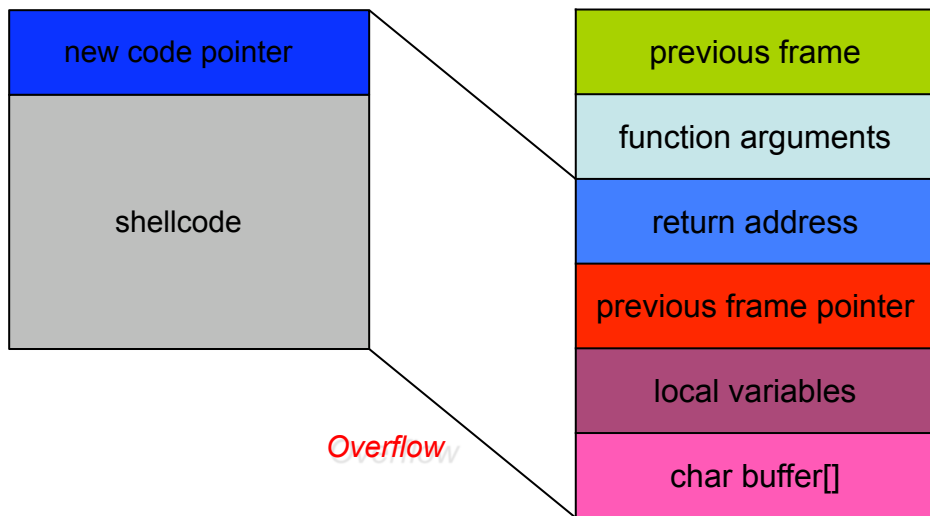 new code pointer
shellcode
Overflow
previous frame
function arguments
return address
previous frame pointer
local variables
char buffer[]